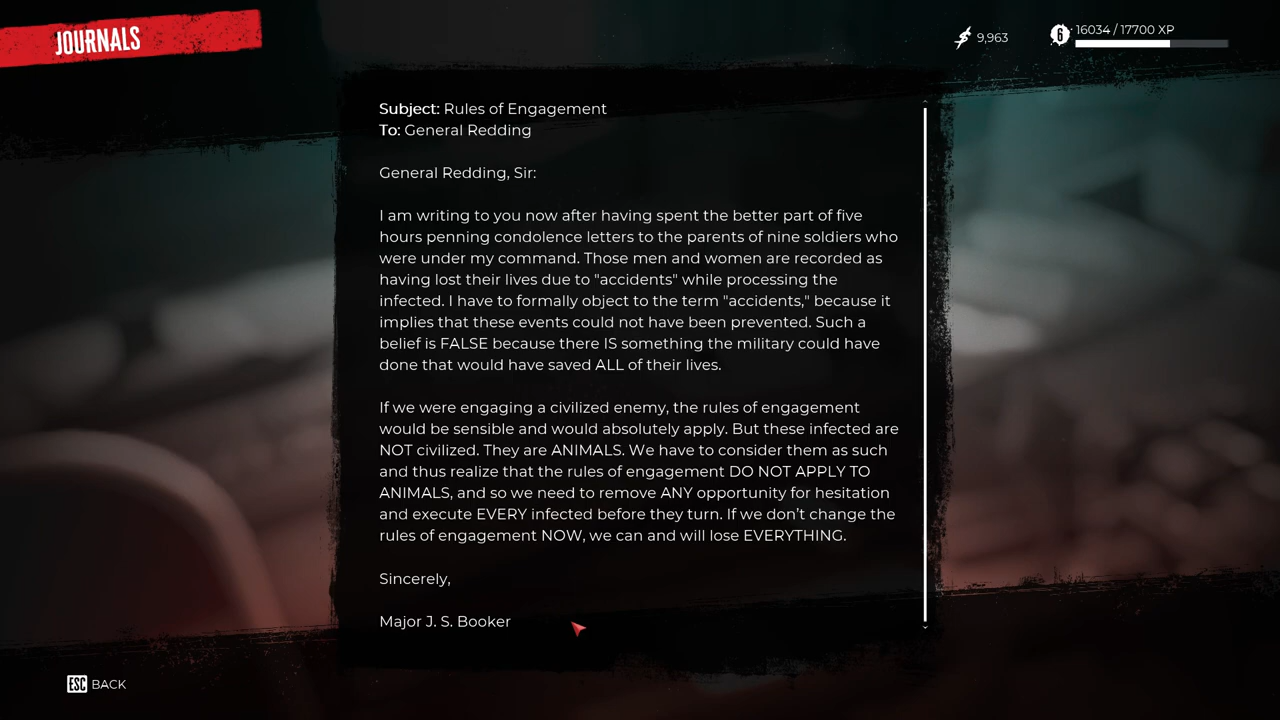 JOURNALS
9,963
6
16034 / 17700 XP
Subject: Rules of Engagement
To: General Redding
General Redding, Sir:
I am writing to you now after having spent the better part of five
hours penning condolence letters to the parents of nine soldiers who
were under my command. Those men and women are recorded as
having lost their lives due to "accidents" while processing the
infected. I have to formally object to the term "accidents," because it
implies that these events could not have been prevented. Such a
belief is FALSE because there IS something the military could have
done that would have saved ALL of their lives.
If we were engaging a civilized enemy, the rules of engagement
would be sensible and would absolutely apply. But these infected are
NOT civilized. They are ANIMALS. We have to consider them as such
and thus realize that the rules of engagement DO NOT APPLY TO
ANIMALS, and so we need to remove ANY opportunity for hesitation
and execute EVERY infected before they turn. If we don’t change the
rules of engagement NOW, we can and will lose EVERYTHING.
Sincerely,
Major J. S. Booker
ESC BACK